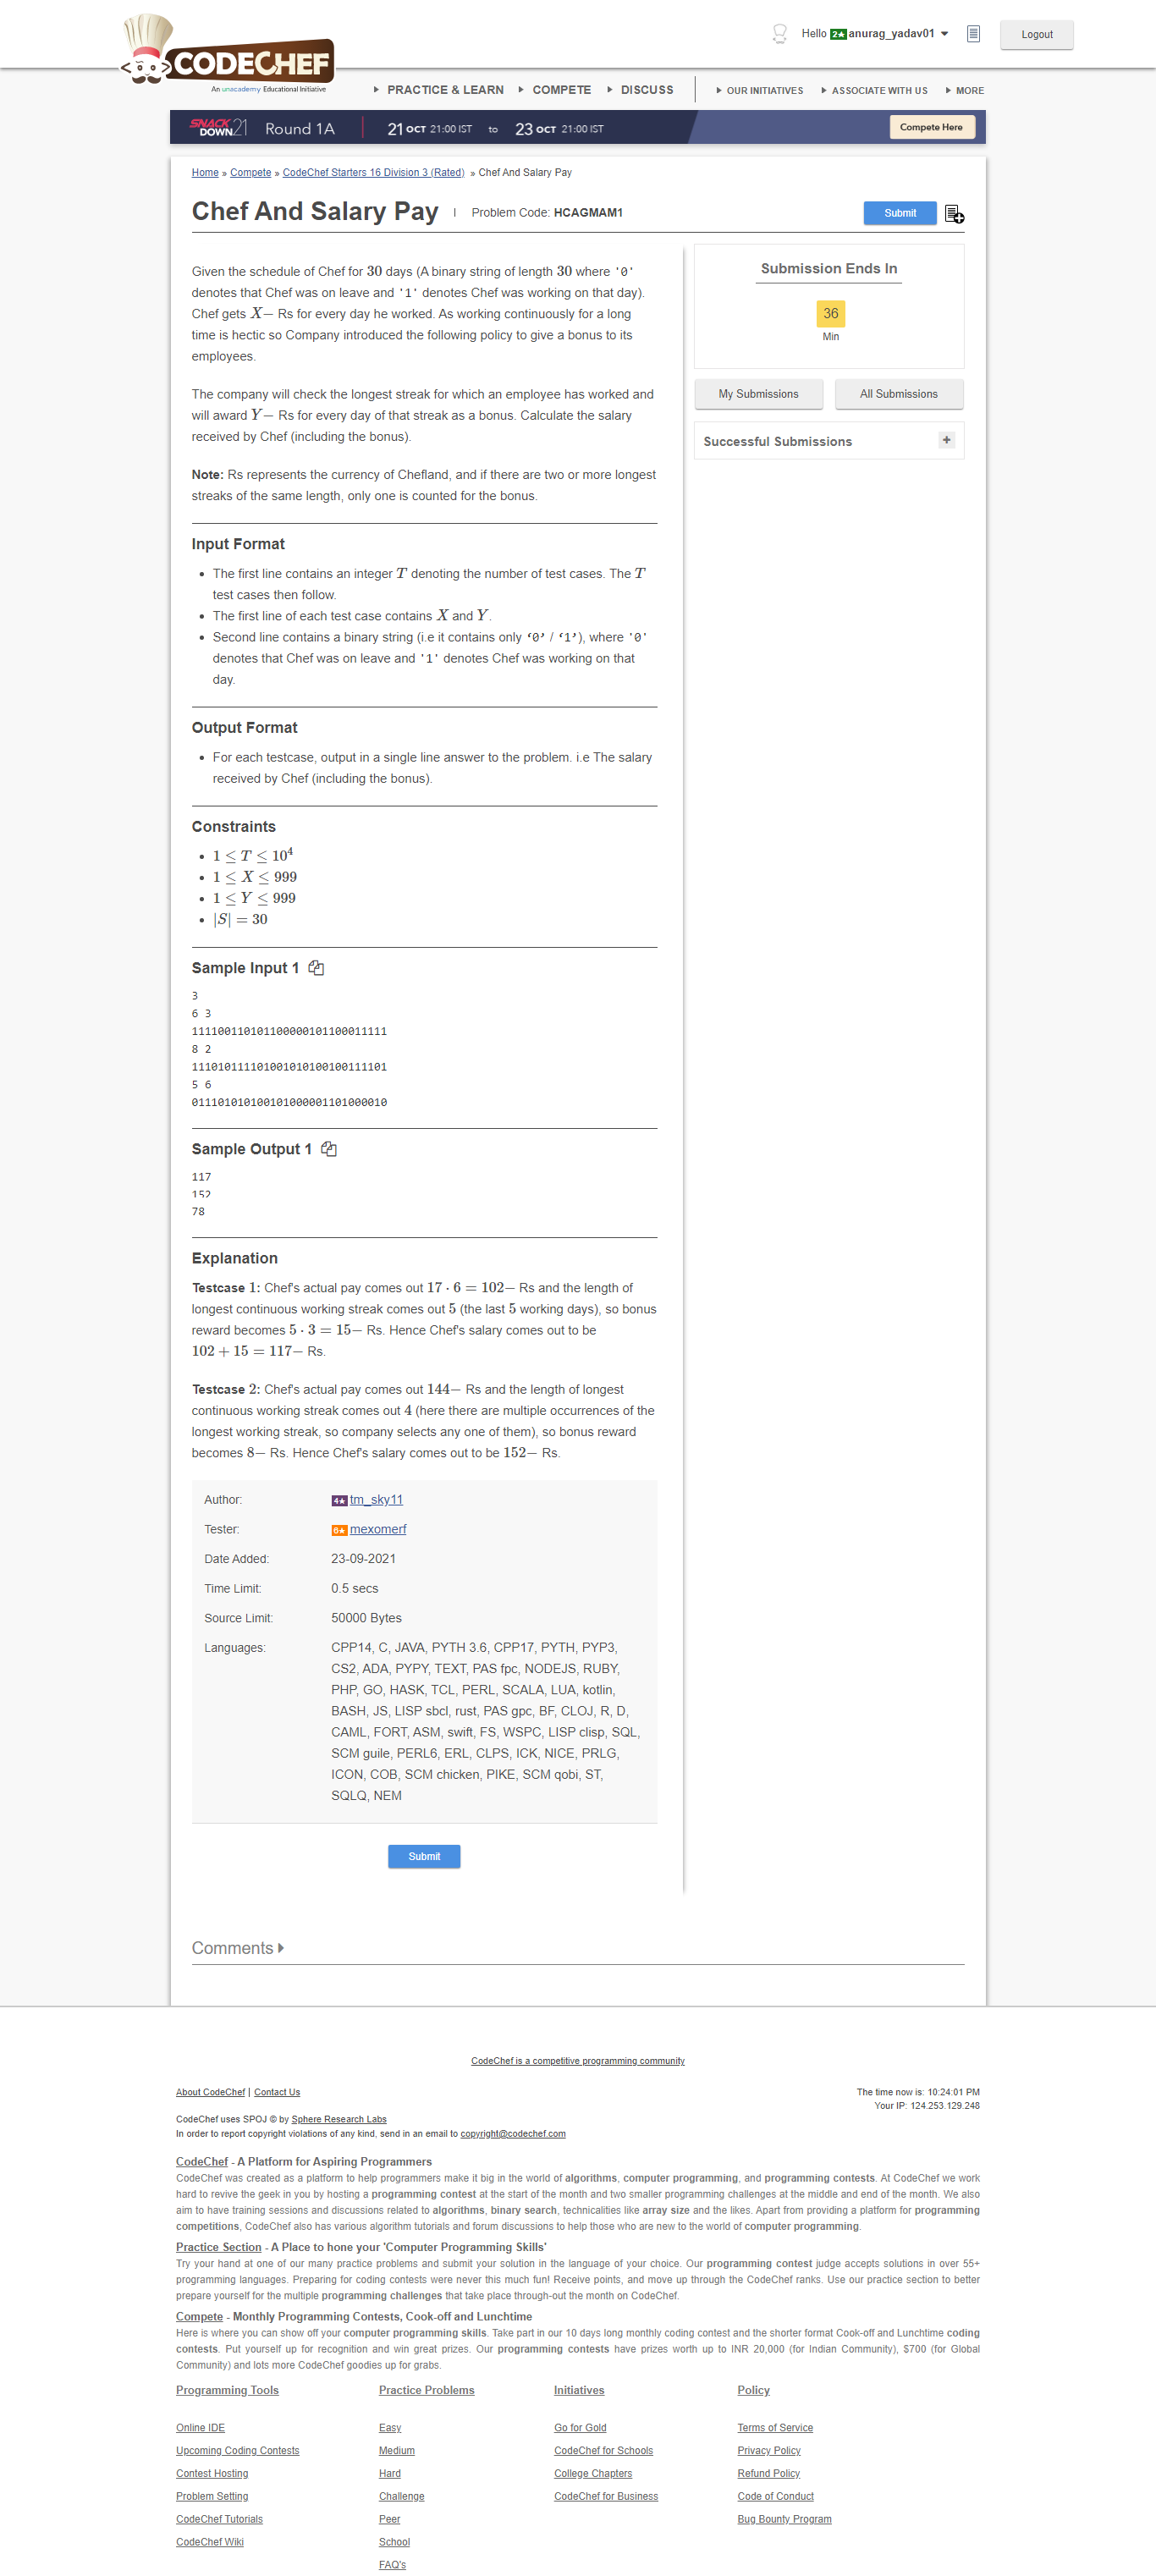 Hello 2★ anurag_yadav01
Logout
CODECHEF
An unacademy Educational Initiative
PRACTICE & LEARN COMPETE DISCUSS OUR INITIATIVES ASSOCIATE WITH US MORE
SNACKDOWN21 Round 1A 21 OCT 21:00 IST to 23 OCT 21:00 IST Compete Here
Home » Compete » CodeChef Starters 16 Division 3 (Rated) » Chef And Salary Pay
Chef And Salary Pay | Problem Code: HCAGMAM1 Submit
Given the schedule of Chef for 30 days (A binary string of length 30 where '0'
denotes that Chef was on leave and '1' denotes Chef was working on that day).
Chef gets X− Rs for every day he worked. As working continuously for a long
time is hectic so Company introduced the following policy to give a bonus to its
employees.
The company will check the longest streak for which an employee has worked and
will award Y− Rs for every day of that streak as a bonus. Calculate the salary
received by Chef (including the bonus).
Note: Rs represents the currency of Chefland, and if there are two or more longest
streaks of the same length, only one is counted for the bonus.
Submission Ends In
36
Min
My Submissions All Submissions
Successful Submissions +
Input Format
• The first line contains an integer T denoting the number of test cases. The T
test cases then follow.
• The first line of each test case contains X and Y.
• Second line contains a binary string (i.e it contains only ‘0’ / ‘1’), where '0'
denotes that Chef was on leave and '1' denotes Chef was working on that
day.
Output Format
• For each testcase, output in a single line answer to the problem. i.e The salary
received by Chef (including the bonus).
Constraints
• 1 ≤ T ≤ 10⁴
• 1 ≤ X ≤ 999
• 1 ≤ Y ≤ 999
• |S| = 30
Sample Input 1
3
6 3
111100110101100000101100011111
8 2
111010111101001010100100111101
5 6
011101010100101000001101000010
Sample Output 1
117
152
78
Explanation
Testcase 1: Chef's actual pay comes out 17 · 6 = 102− Rs and the length of
longest continuous working streak comes out 5 (the last 5 working days), so bonus
reward becomes 5 · 3 = 15− Rs. Hence Chef's salary comes out to be
102 + 15 = 117− Rs.
Testcase 2: Chef's actual pay comes out 144− Rs and the length of longest
continuous working streak comes out 4 (here there are multiple occurrences of the
longest working streak, so company selects any one of them), so bonus reward
becomes 8− Rs. Hence Chef's salary comes out to be 152− Rs.
Author: 4★ tm_sky11
Tester: 6★ mexomerf
Date Added: 23-09-2021
Time Limit: 0.5 secs
Source Limit: 50000 Bytes
Languages: CPP14, C, JAVA, PYTH 3.6, CPP17, PYTH, PYP3,
CS2, ADA, PYPY, TEXT, PAS fpc, NODEJS, RUBY,
PHP, GO, HASK, TCL, PERL, SCALA, LUA, kotlin,
BASH, JS, LISP sbcl, rust, PAS gpc, BF, CLOJ, R, D,
CAML, FORT, ASM, swift, FS, WSPC, LISP clisp, SQL,
SCM guile, PERL6, ERL, CLPS, ICK, NICE, PRLG,
ICON, COB, SCM chicken, PIKE, SCM qobi, ST,
SQLQ, NEM
Submit
Comments
CodeChef is a competitive programming community
About CodeChef | Contact Us
The time now is: 10:24:01 PM
Your IP: 124.253.129.248
CodeChef uses SPOJ © by Sphere Research Labs
In order to report copyright violations of any kind, send in an email to copyright@codechef.com
CodeChef - A Platform for Aspiring Programmers
CodeChef was created as a platform to help programmers make it big in the world of algorithms, computer programming, and programming contests. At CodeChef we work
hard to revive the geek in you by hosting a programming contest at the start of the month and two smaller programming challenges at the middle and end of the month. We also
aim to have training sessions and discussions related to algorithms, binary search, technicalities like array size and the likes. Apart from providing a platform for programming
competitions, CodeChef also has various algorithm tutorials and forum discussions to help those who are new to the world of computer programming.
Practice Section - A Place to hone your 'Computer Programming Skills'
Try your hand at one of our many practice problems and submit your solution in the language of your choice. Our programming contest judge accepts solutions in over 55+
programming languages. Preparing for coding contests were never this much fun! Receive points, and move up through the CodeChef ranks. Use our practice section to better
prepare yourself for the multiple programming challenges that take place through-out the month on CodeChef.
Compete - Monthly Programming Contests, Cook-off and Lunchtime
Here is where you can show off your computer programming skills. Take part in our 10 days long monthly coding contest and the shorter format Cook-off and Lunchtime coding
contests. Put yourself up for recognition and win great prizes. Our programming contests have prizes worth up to INR 20,000 (for Indian Community), $700 (for Global
Community) and lots more CodeChef goodies up for grabs.
Programming Tools Practice Problems Initiatives Policy
Online IDE Easy Go for Gold Terms of Service
Upcoming Coding Contests Medium CodeChef for Schools Privacy Policy
Contest Hosting Hard College Chapters Refund Policy
Problem Setting Challenge CodeChef for Business Code of Conduct
CodeChef Tutorials Peer Bug Bounty Program
CodeChef Wiki School
FAQ's